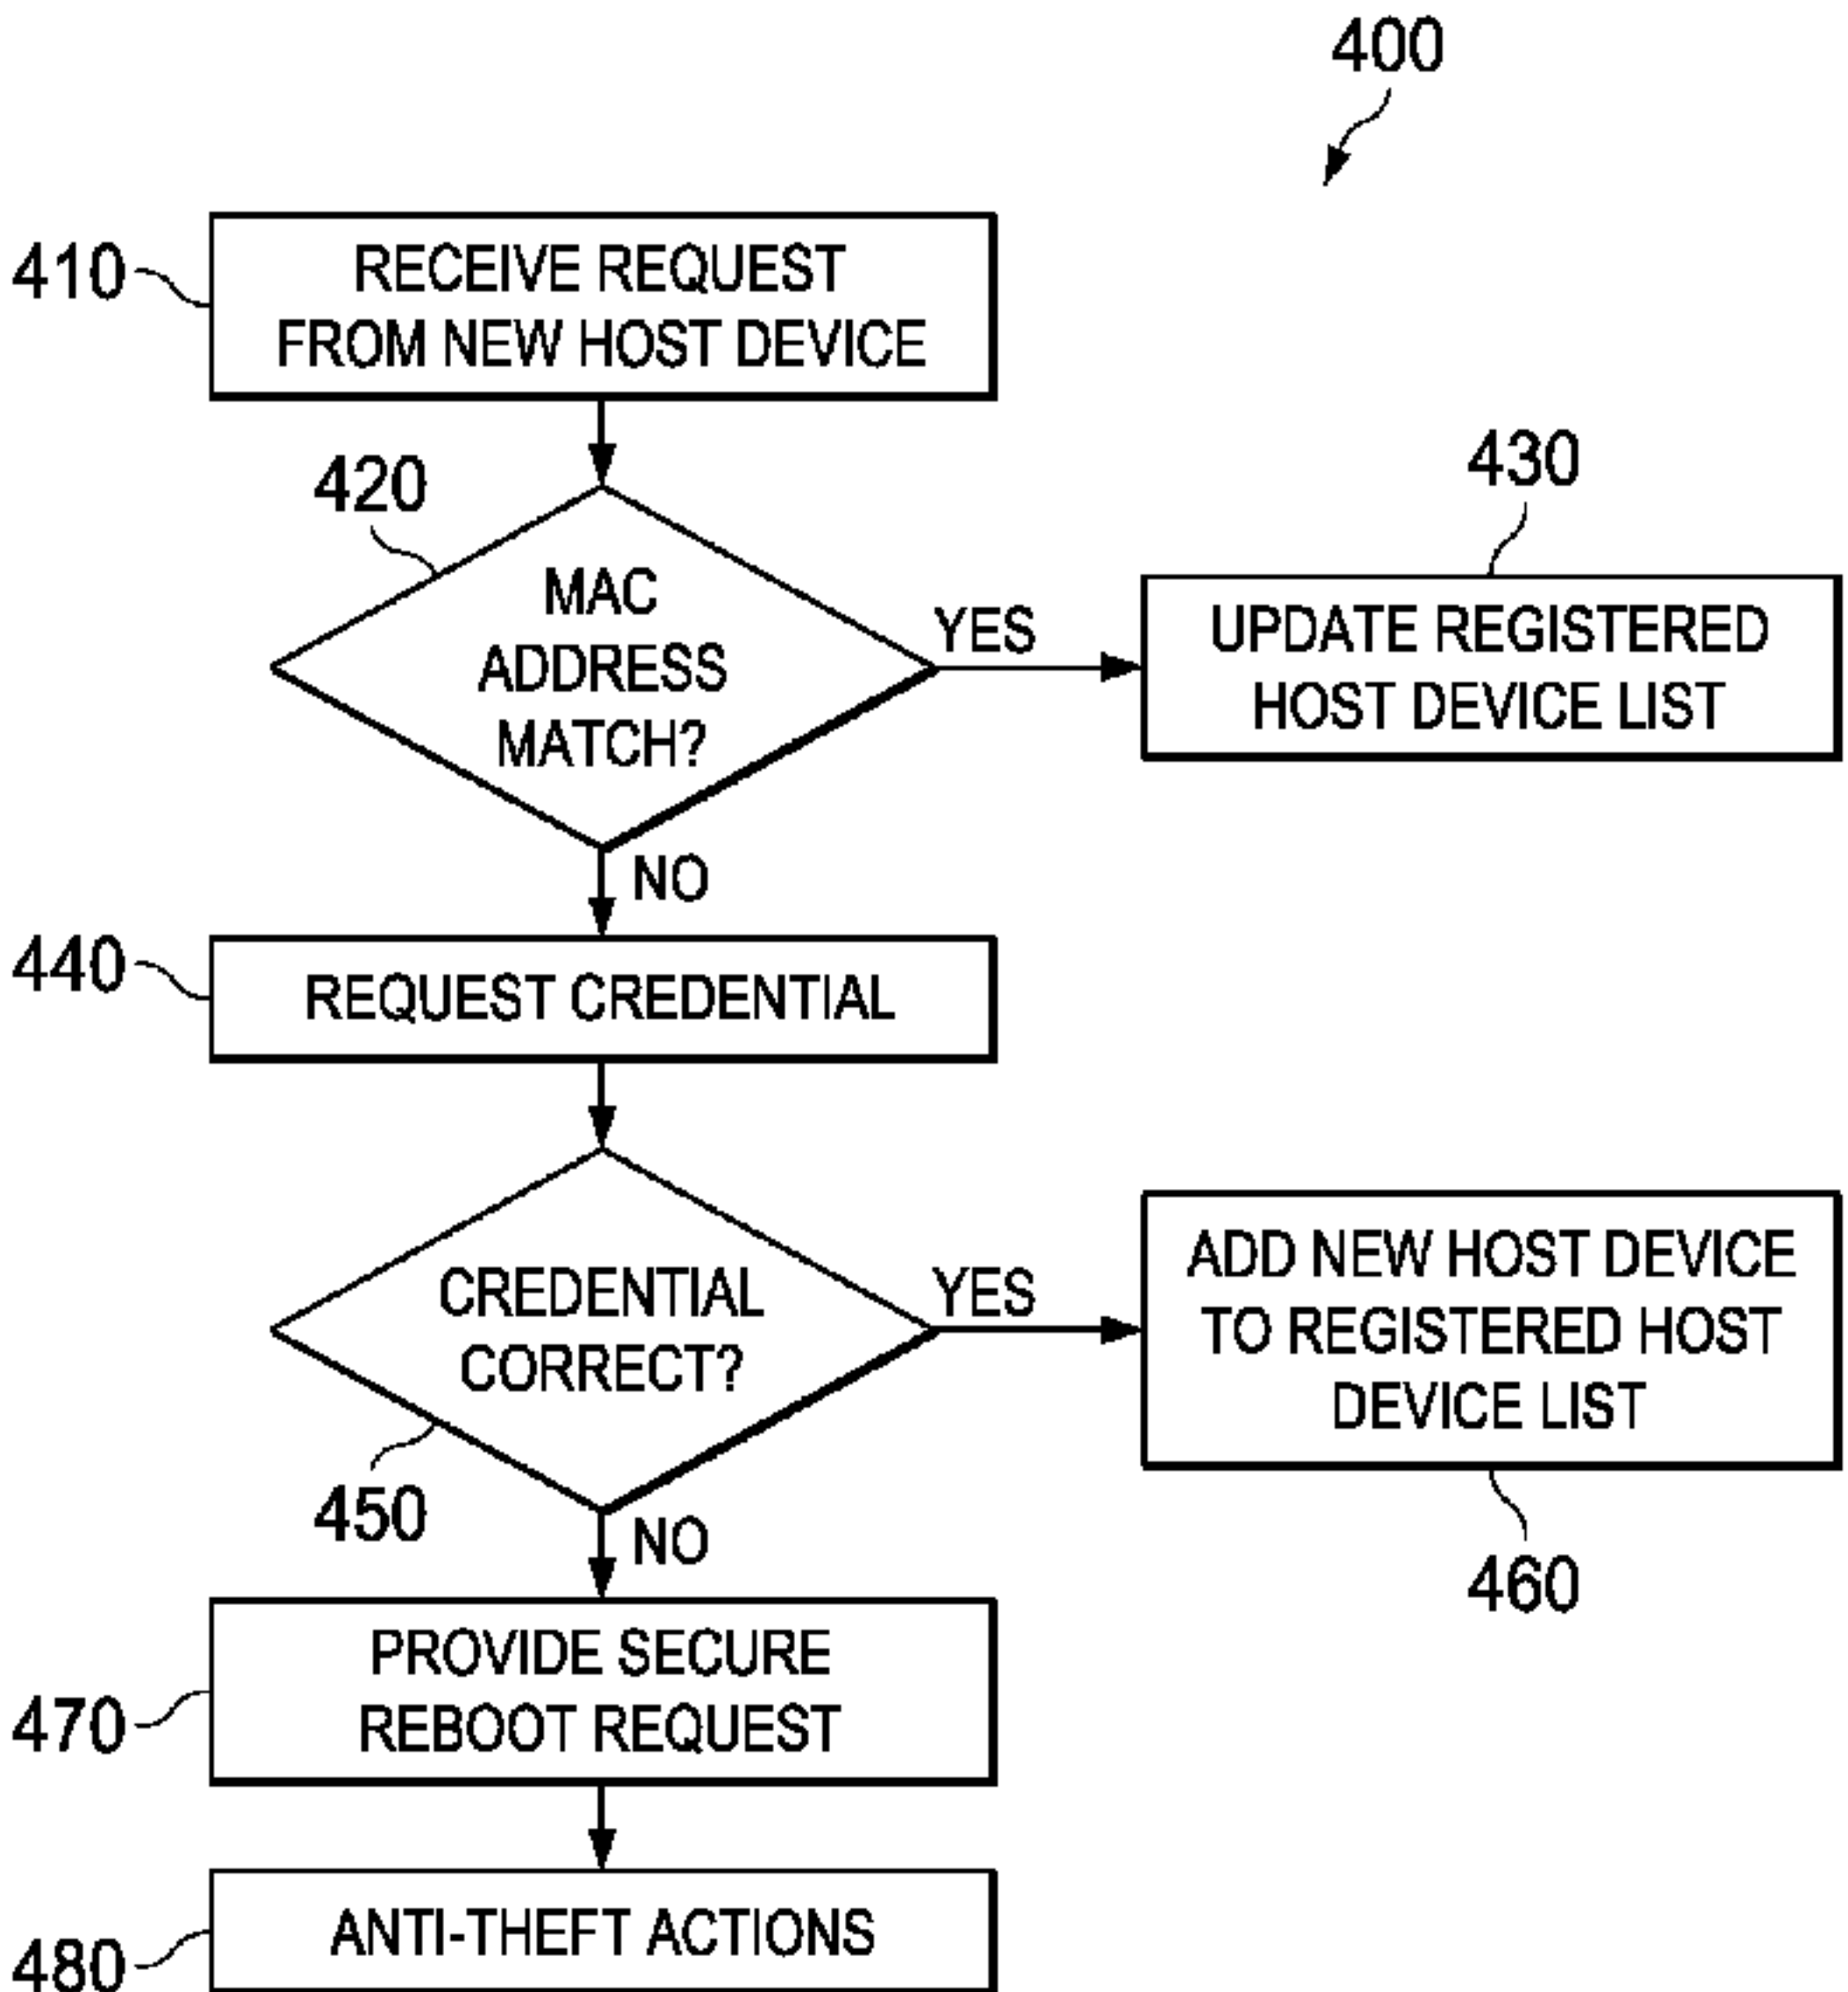 400
410
RECEIVE REQUEST
FROM NEW HOST DEVICE
420
MAC
ADDRESS
MATCH?
YES
430
UPDATE REGISTERED
HOST DEVICE LIST
NO
440
REQUEST CREDENTIAL
CREDENTIAL
CORRECT?
450
YES
ADD NEW HOST DEVICE
TO REGISTERED HOST
DEVICE LIST
460
NO
470
PROVIDE SECURE
REBOOT REQUEST
480
ANTI-THEFT ACTIONS